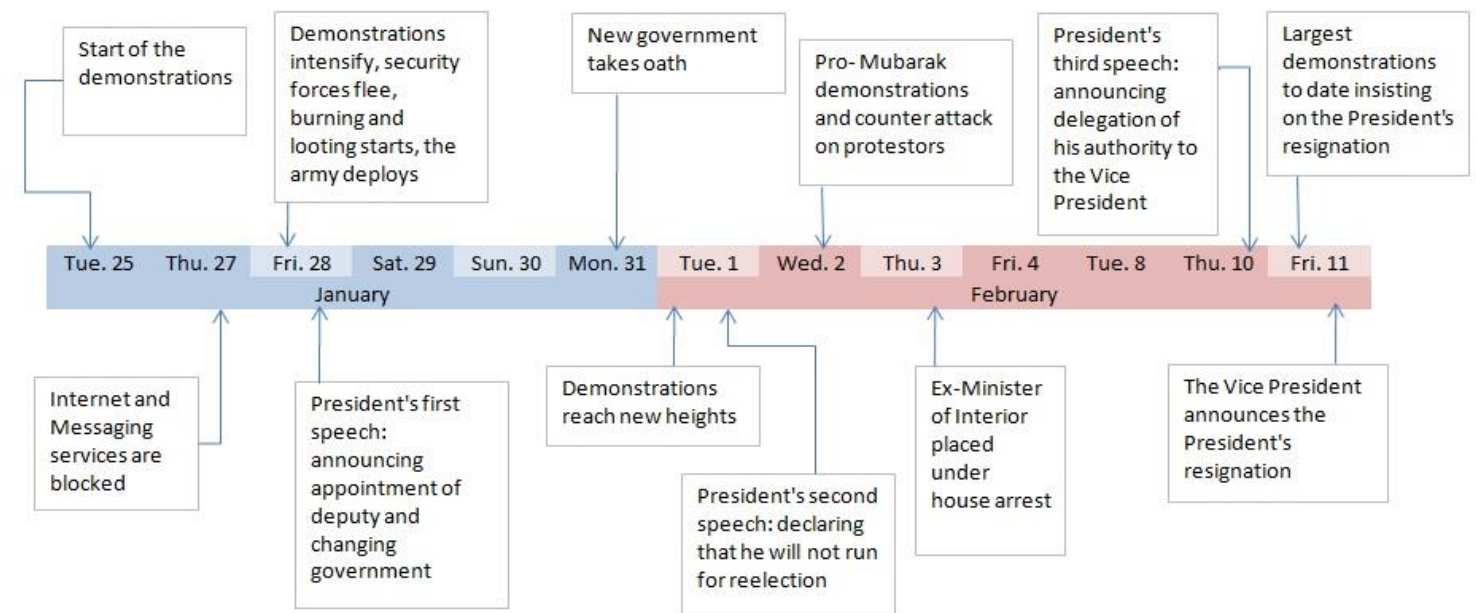 Start of the
demonstrations
Demonstrations
intensify, security
forces flee,
burning and
looting starts, the
army deploys
New government
takes oath
Pro- Mubarak
demonstrations
and counter attack
on protestors
President's
third speech:
announcing
delegation of
his authority to
the Vice
President
Largest
demonstrations
to date insisting
on the President's
resignation
Tue. 25 Thu. 27 Fri. 28 Sat. 29 Sun. 30 Mon. 31 Tue. 1 Wed. 2 Thu. 3 Fri. 4 Tue. 8 Thu. 10 Fri. 11
January February
Internet and
Messaging
services are
blocked
President's first
speech:
announcing
appointment of
deputy and
changing
government
Demonstrations
reach new heights
President's second
speech: declaring
that he will not run
for reelection
Ex-Minister
of Interior
placed
under
house arrest
The Vice President
announces the
President's
resignation